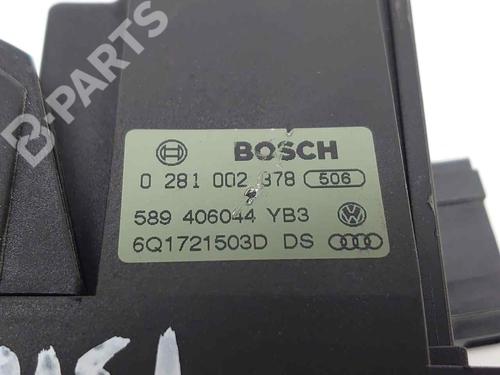 B-PARTS
BOSCH
0 281 002 378 506
589 406044 YB3
6Q1721503D DS